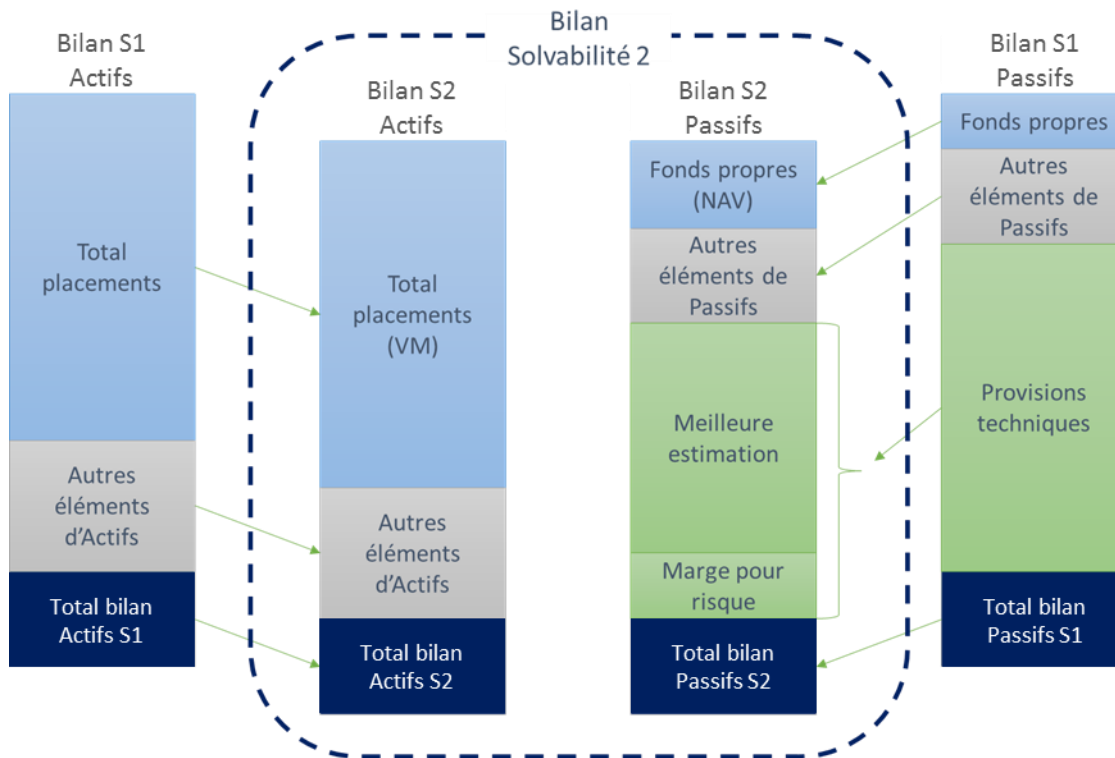 Bilan
Solvabilité 2
Bilan S1
Actifs
Total
placements
Autres
éléments
d'Actifs
Total bilan
Actifs S1
Bilan S2
Actifs
Total
placements
(VM)
Autres
éléments
d'Actifs
Total bilan
Actifs S2
Bilan S2
Passifs
Fonds propres
(NAV)
Autres
éléments de
Passifs
Meilleure
estimation
Marge pour
risque
Total bilan
Passifs S2
Bilan S1
Passifs
Fonds propres
Autres
éléments de
Passifs
Provisions
techniques
Total bilan
Passifs S1